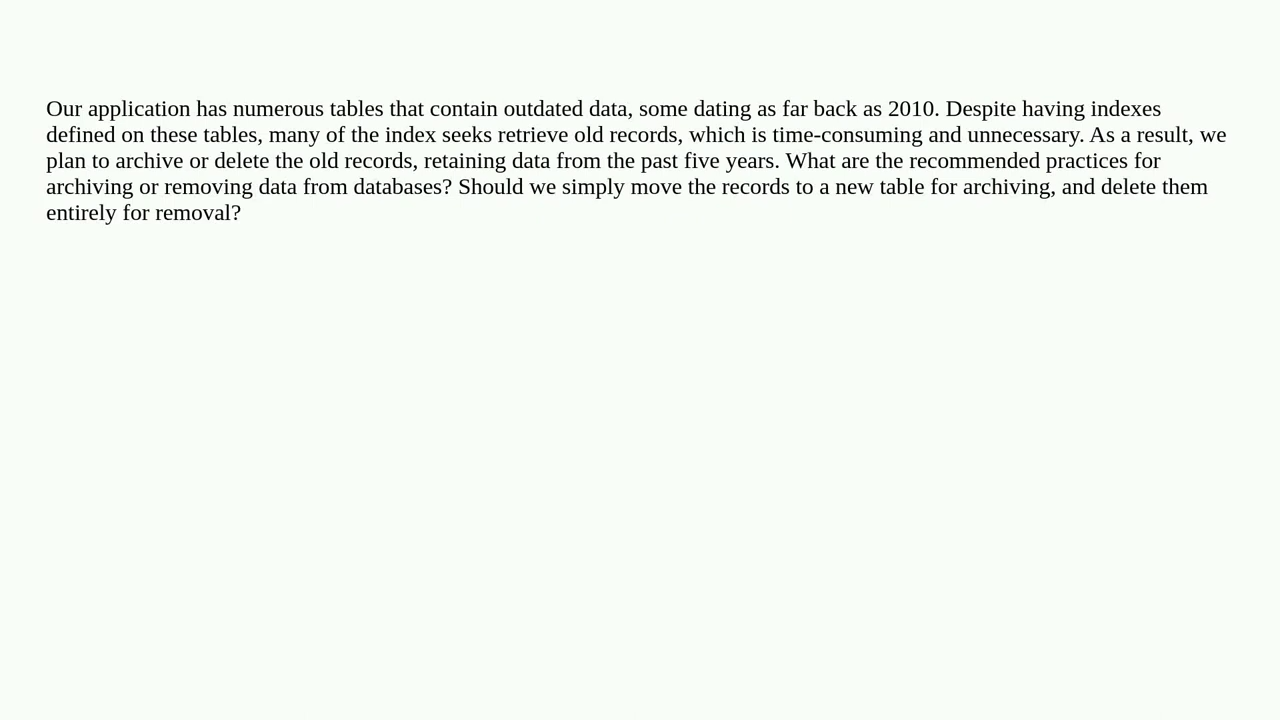 Our application has numerous tables that contain outdated data, some dating as far back as 2010. Despite having indexes
defined on these tables, many of the index seeks retrieve old records, which is time-consuming and unnecessary. As a result, we
plan to archive or delete the old records, retaining data from the past five years. What are the recommended practices for
archiving or removing data from databases? Should we simply move the records to a new table for archiving, and delete them
entirely for removal?